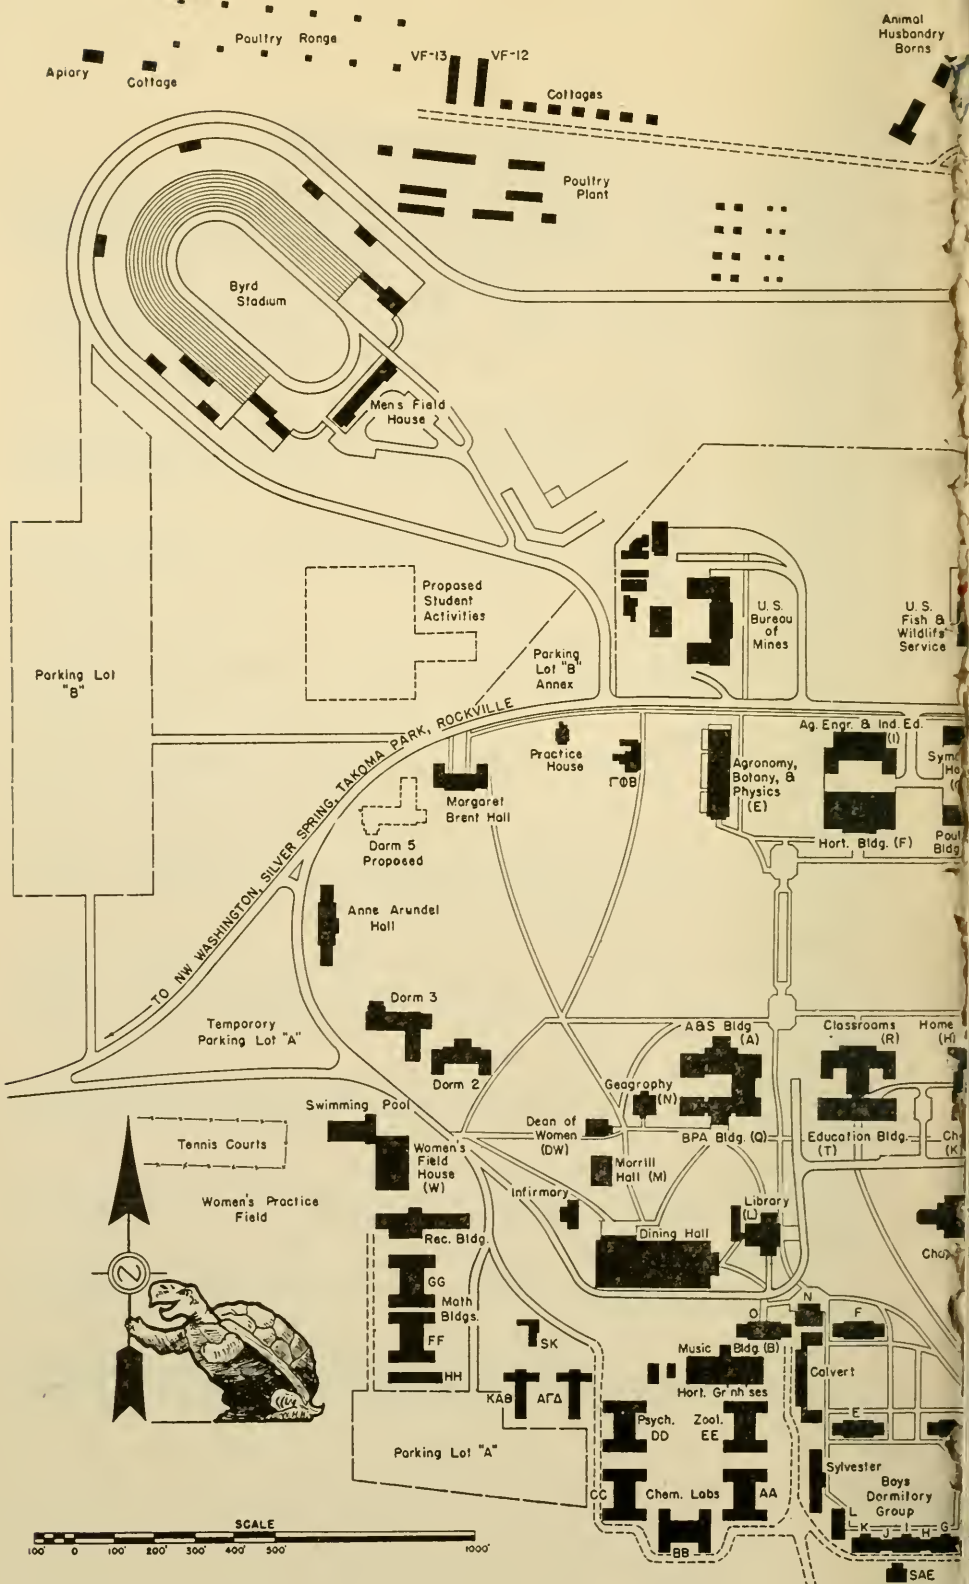 Animal
Husbandry
Barns
Poultry Range
VF-13
VF-12
Apiary
Cottage
Cottages
Poultry
Plant
Byrd
Stadium
Men's Field
House
Proposed
Student
Activities
U. S.
Bureau
of
Mines
U. S.
Fish &
Wildlife
Service
Parking Lot
"B"
Parking
Lot "B"
Annex
TO NW WASHINGTON, SILVER SPRING, TAKOMA PARK, ROCKVILLE
Practice
House
ΓΦΒ
Agronomy,
Botany, &
Physics
(E)
Ag. Engr. & Ind. Ed.
(I)
Hort. Bldg. (F)
Bldg
Margaret
Brent Hall
Dorm 5
Proposed
Anne Arundel
Hall
Dorm 3
Dorm 2
Temporary
Parking Lot "A"
A&S Bldg
(A)
Classrooms
(R)
Home
(H)
Geography
(N)
Swimming Pool
Tennis Courts
Women's
Field
House
(W)
Dean of
Women
(DW)
BPA Bldg. (Q)
Education Bldg.
(T)
(K
Morrill
Hall (M)
Women's Practice
Field
Infirmary
Library
(L)
Dining Hall
Rec. Bldg.
GG
Math
Bldgs.
FF
HH
SK
O
N
F
Music Bldg. (B)
Hort. Grnhses
Calvert
ΚΑΘ
ΑΓΔ
Psych.
DD
Zool.
EE
E
Parking Lot "A"
Sylvester
Boys
Dormitory
Group
CC
Chem. Labs
AA
BB
L
K
J
I
H
G
SAE
N
SCALE
100'
0
100'
200'
300'
400'
500'
1000'